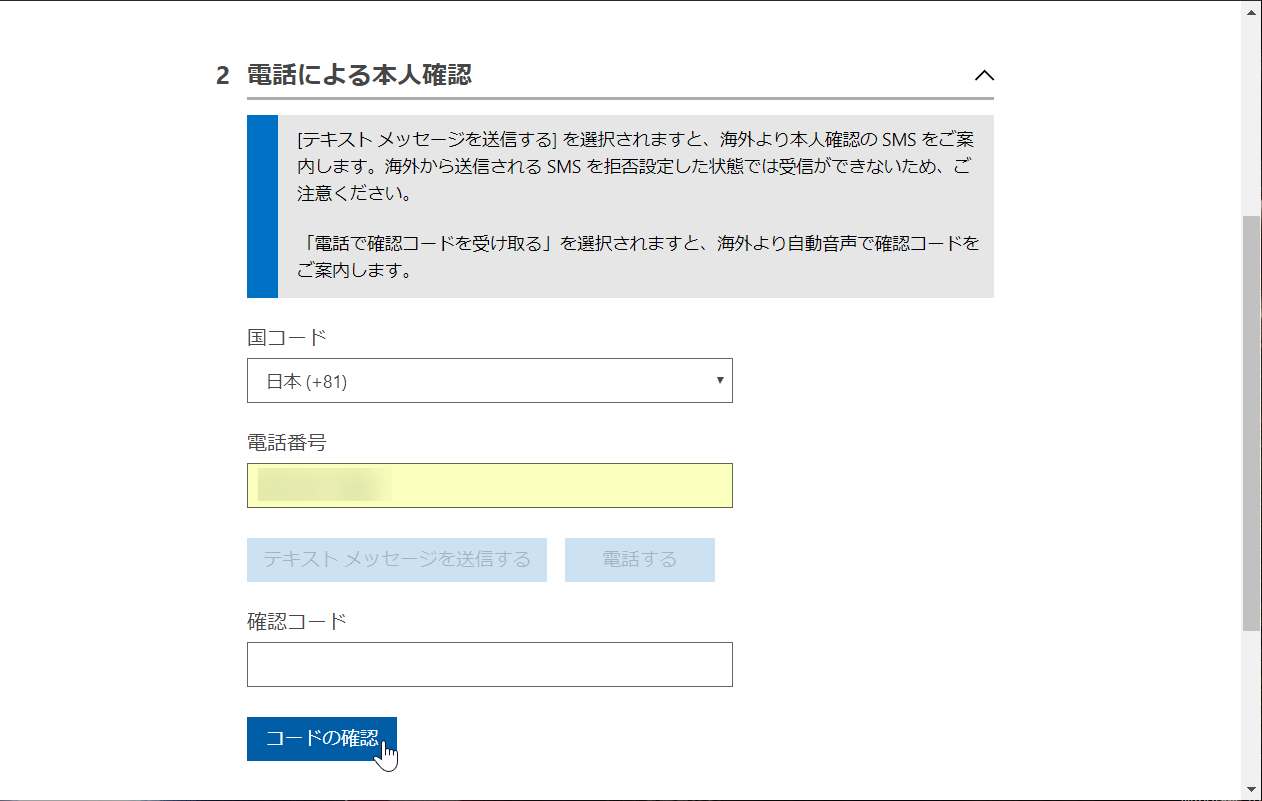 2 電話による本人確認
[テキスト メッセージを送信する] を選択されますと、海外より本人確認の SMS をご案
内します。海外から送信される SMS を拒否設定した状態では受信ができないため、ご
注意ください。
「電話で確認コードを受け取る」を選択されますと、海外より自動音声で確認コードを
ご案内します。
国コード
日本 (+81)
電話番号
テキスト メッセージを送信する 電話する
確認コード
コードの確認